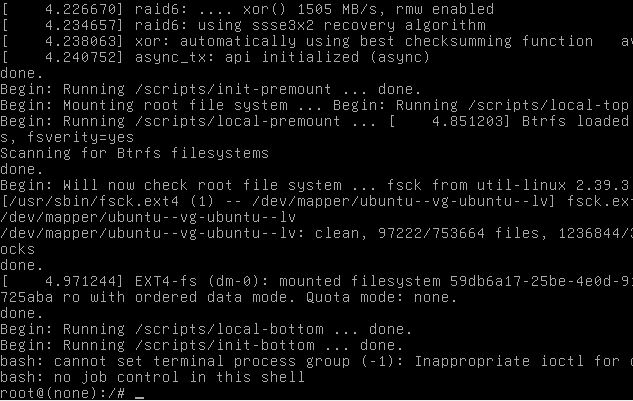 [    4.226670] raid6: .... xor() 1505 MB/s, rmw enabled
[    4.234657] raid6: using ssse3x2 recovery algorithm
[    4.238063] xor: automatically using best checksumming function   av
[    4.240752] async_tx: api initialized (async)
done.
Begin: Running /scripts/init-premount ... done.
Begin: Mounting root file system ... Begin: Running /scripts/local-top
Begin: Running /scripts/local-premount ... [    4.851203] Btrfs loaded
s, fsverity=yes
Scanning for Btrfs filesystems
done.
Begin: Will now check root file system ... fsck from util-linux 2.39.3
[/usr/sbin/fsck.ext4 (1) -- /dev/mapper/ubuntu--vg-ubuntu--lv] fsck.ex
/dev/mapper/ubuntu--vg-ubuntu--lv
/dev/mapper/ubuntu--vg-ubuntu--lv: clean, 97222/753664 files, 1236844/3
ocks
done.
[    4.971244] EXT4-fs (dm-0): mounted filesystem 59db6a17-25be-4e0d-91
725aba ro with ordered data mode. Quota mode: none.
done.
Begin: Running /scripts/local-bottom ... done.
Begin: Running /scripts/init-bottom ... done.
bash: cannot set terminal process group (-1): Inappropriate ioctl for d
bash: no job control in this shell
root@(none):/# _